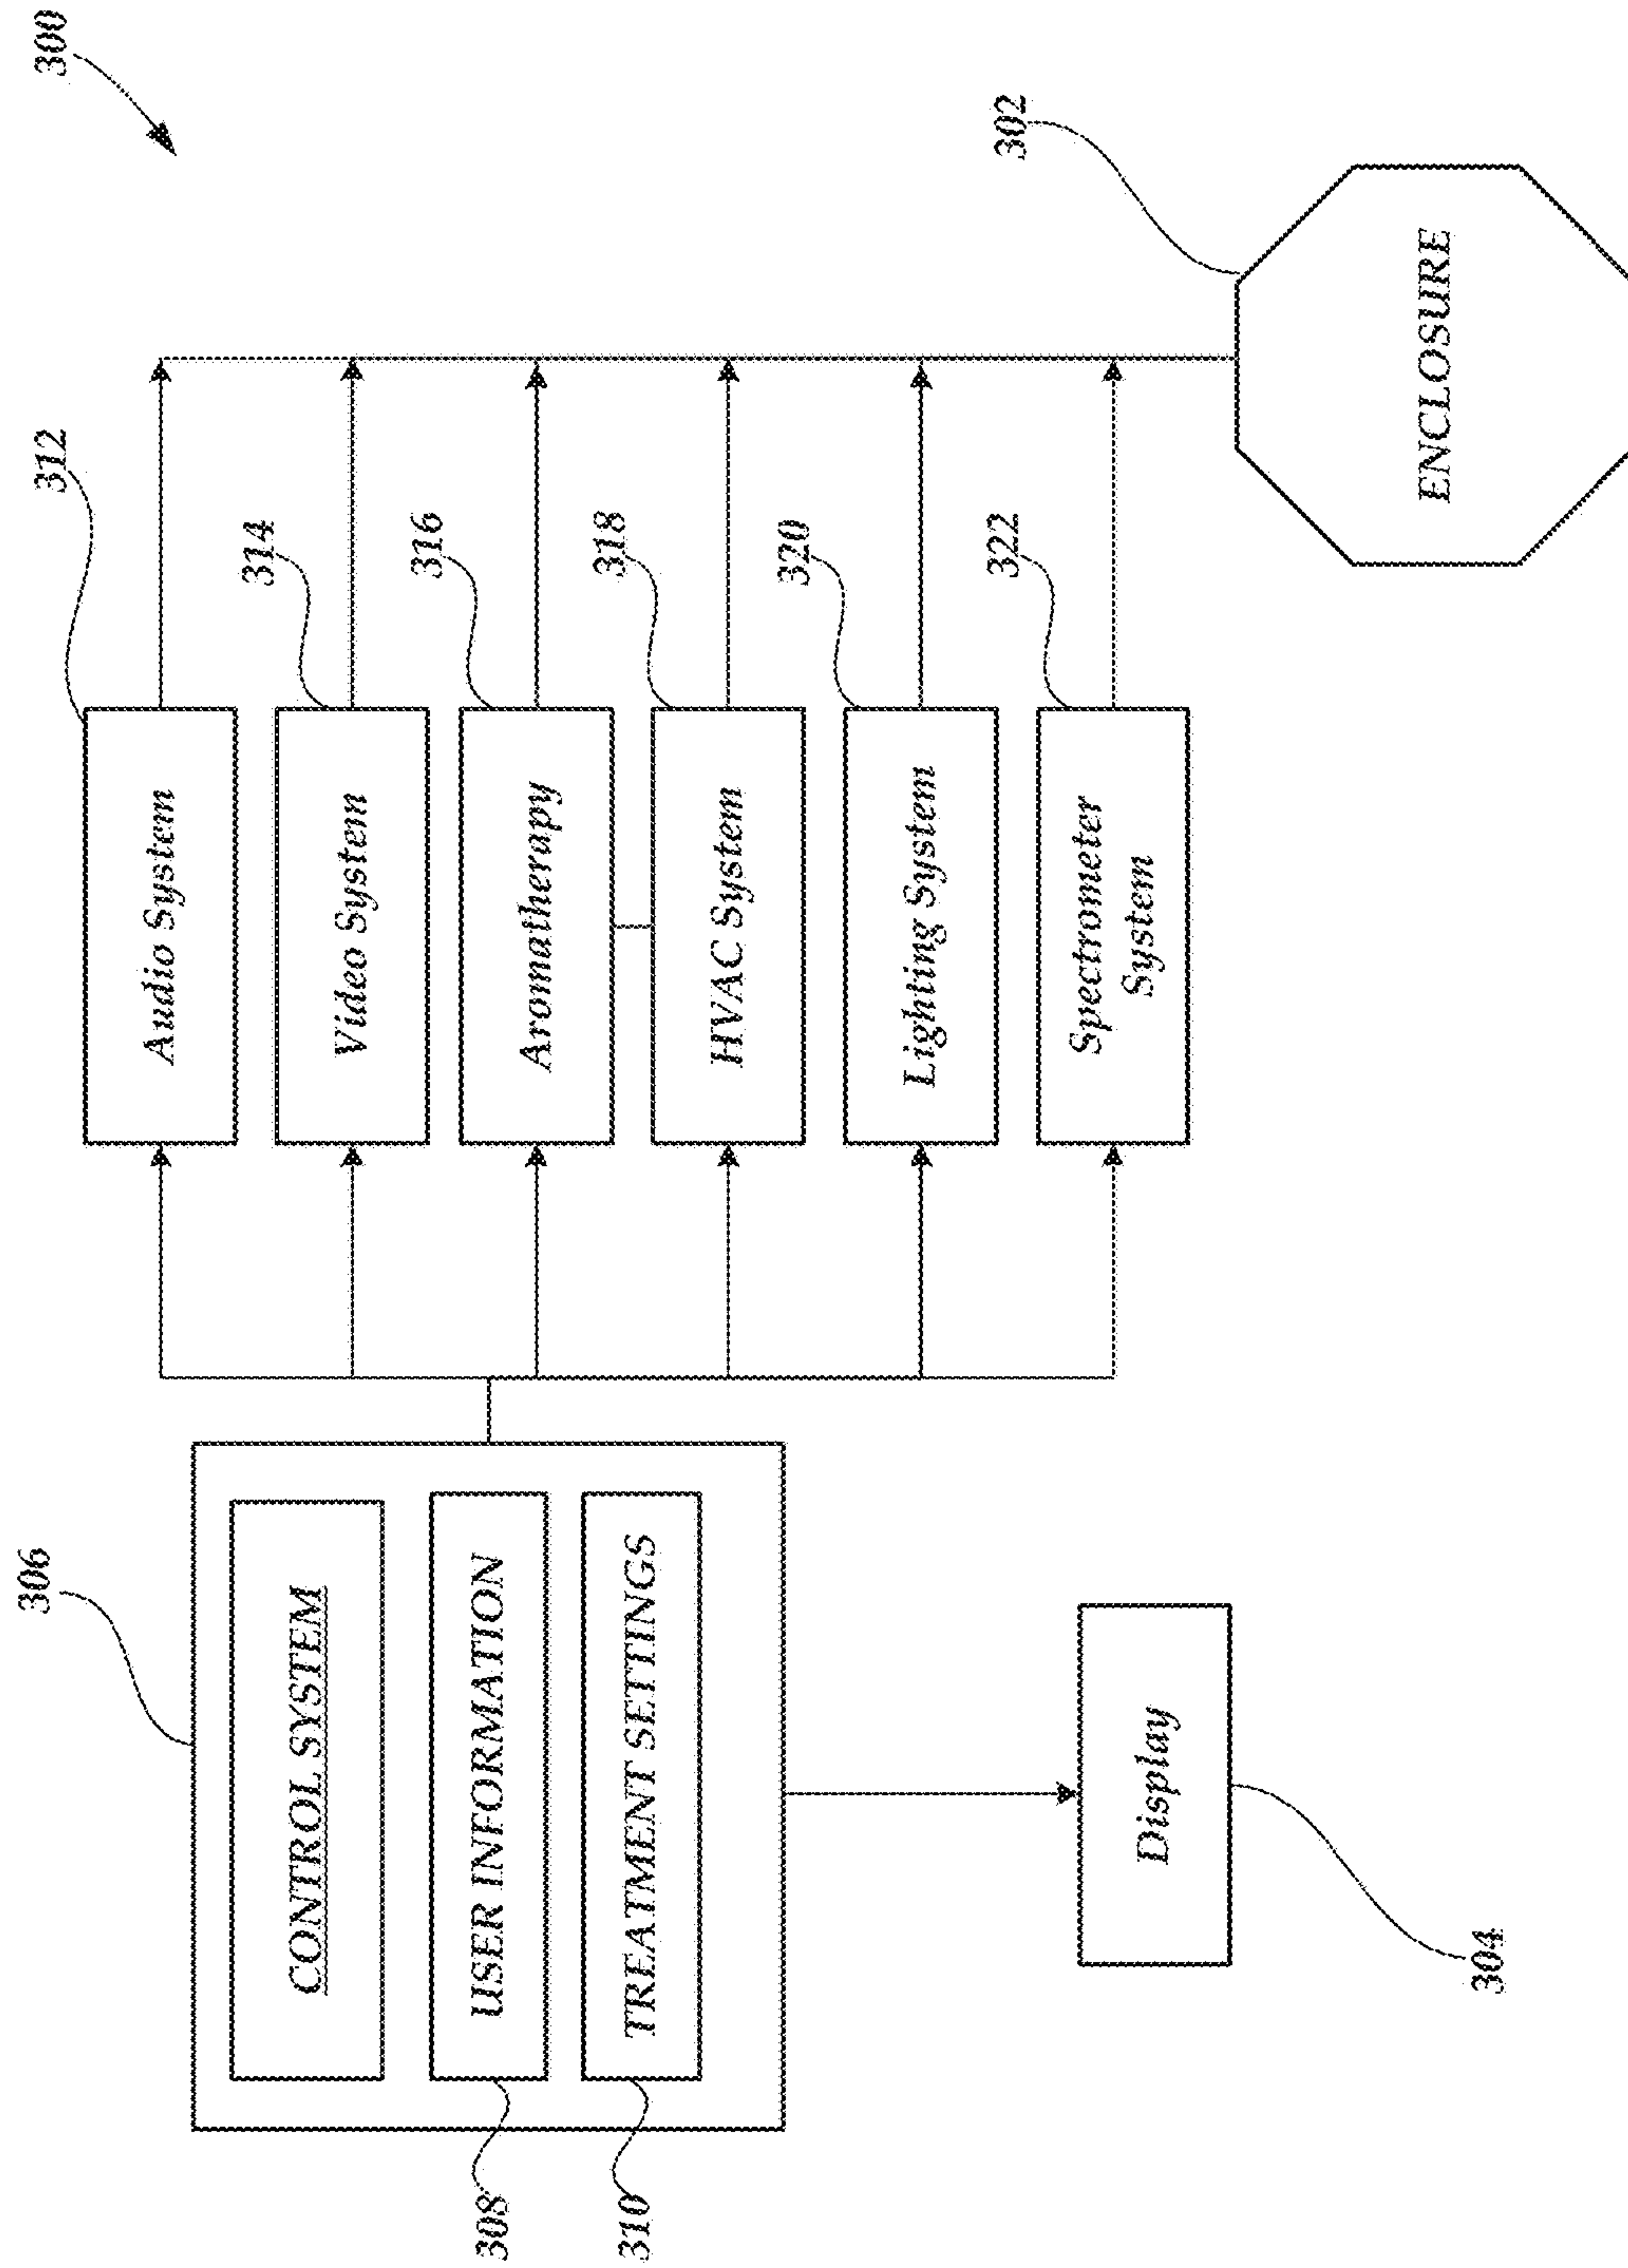 300
306
CONTROL SYSTEM
USER INFORMATION
TREATMENT SETTINGS
308
310
Display
304
312
Audio System
314
Video System
316
Aromatherapy
318
HVAC System
320
Lighting System
322
Spectrometer
System
302
ENCLOSURE